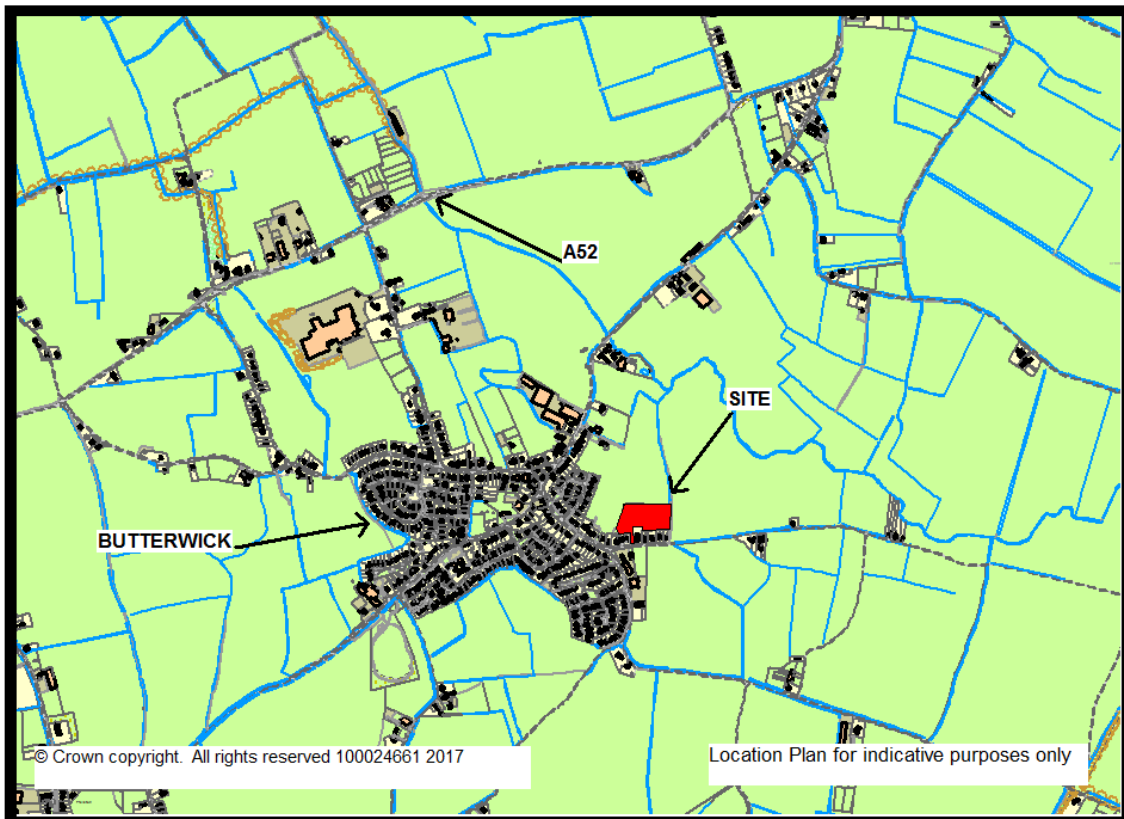 A52
SITE
BUTTERWICK
© Crown copyright. All rights reserved 100024661 2017
Location Plan for indicative purposes only